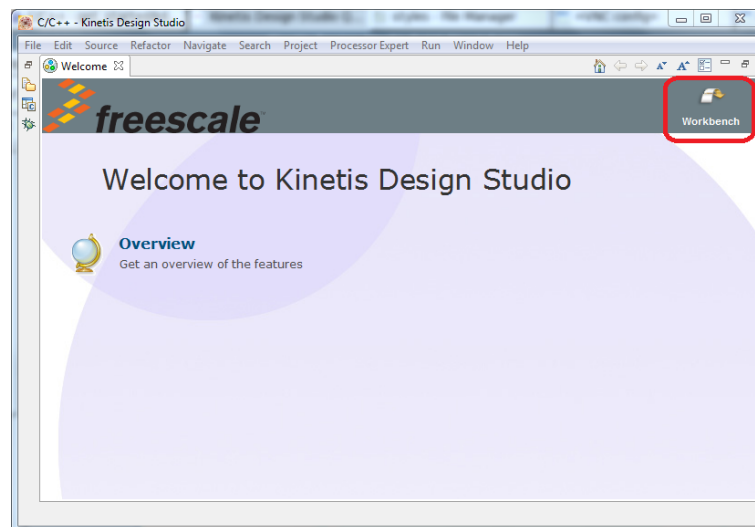 C/C++ - Kinetis Design Studio
File Edit Source Refactor Navigate Search Project Processor Expert Run Window Help
Welcome
freescale
Workbench
Welcome to Kinetis Design Studio
Overview
Get an overview of the features